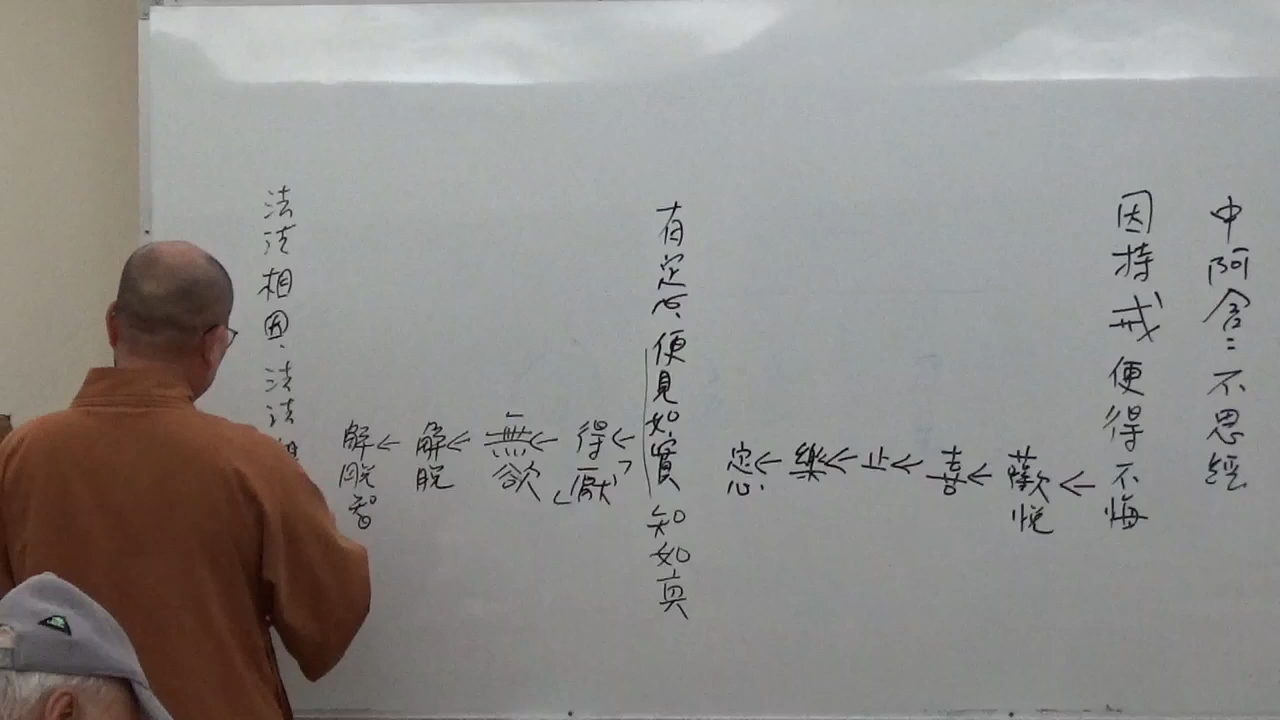 中阿含:不思經
因持戒便得不悔
←歡悅
←喜
←止
←樂
←定心
有定心、便見如實知如真
←得「厭」
←無欲
←解脫
←解脫智
法法相因、法法